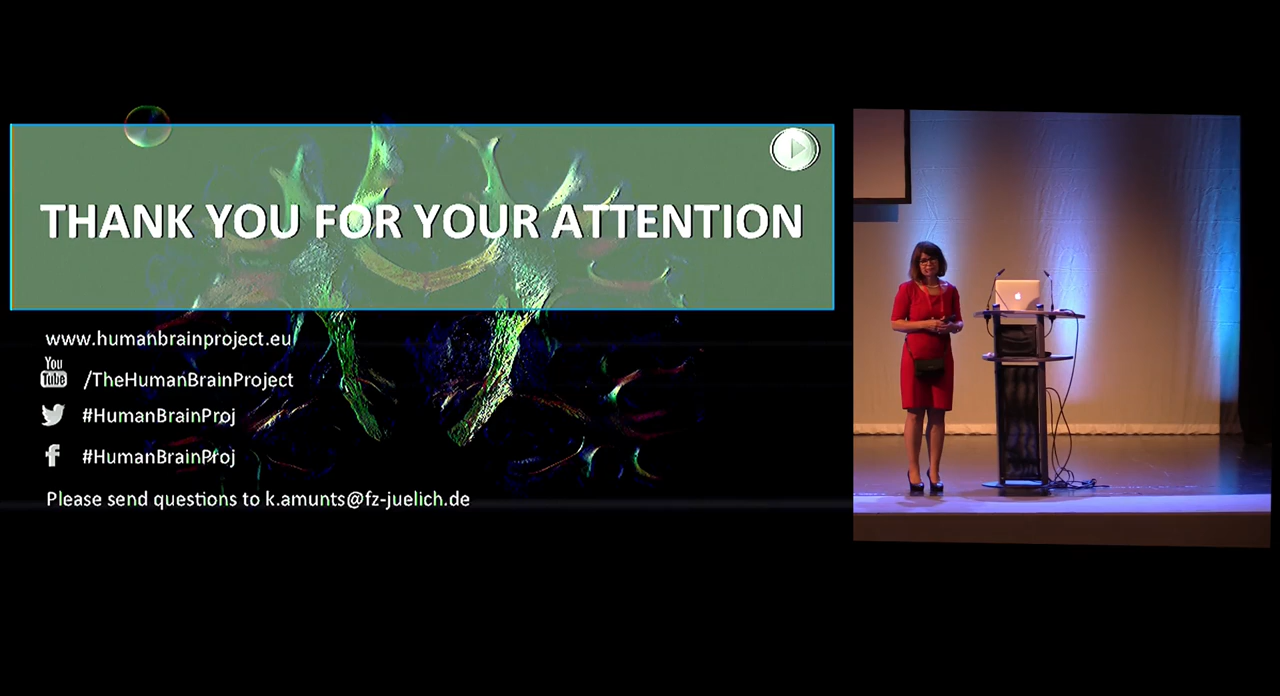 THANK YOU FOR YOUR ATTENTION
www.humanbrainproject.eu
You Tube /TheHumanBrainProject
#HumanBrainProj
f #HumanBrainProj
Please send questions to k.amunts@fz-juelich.de